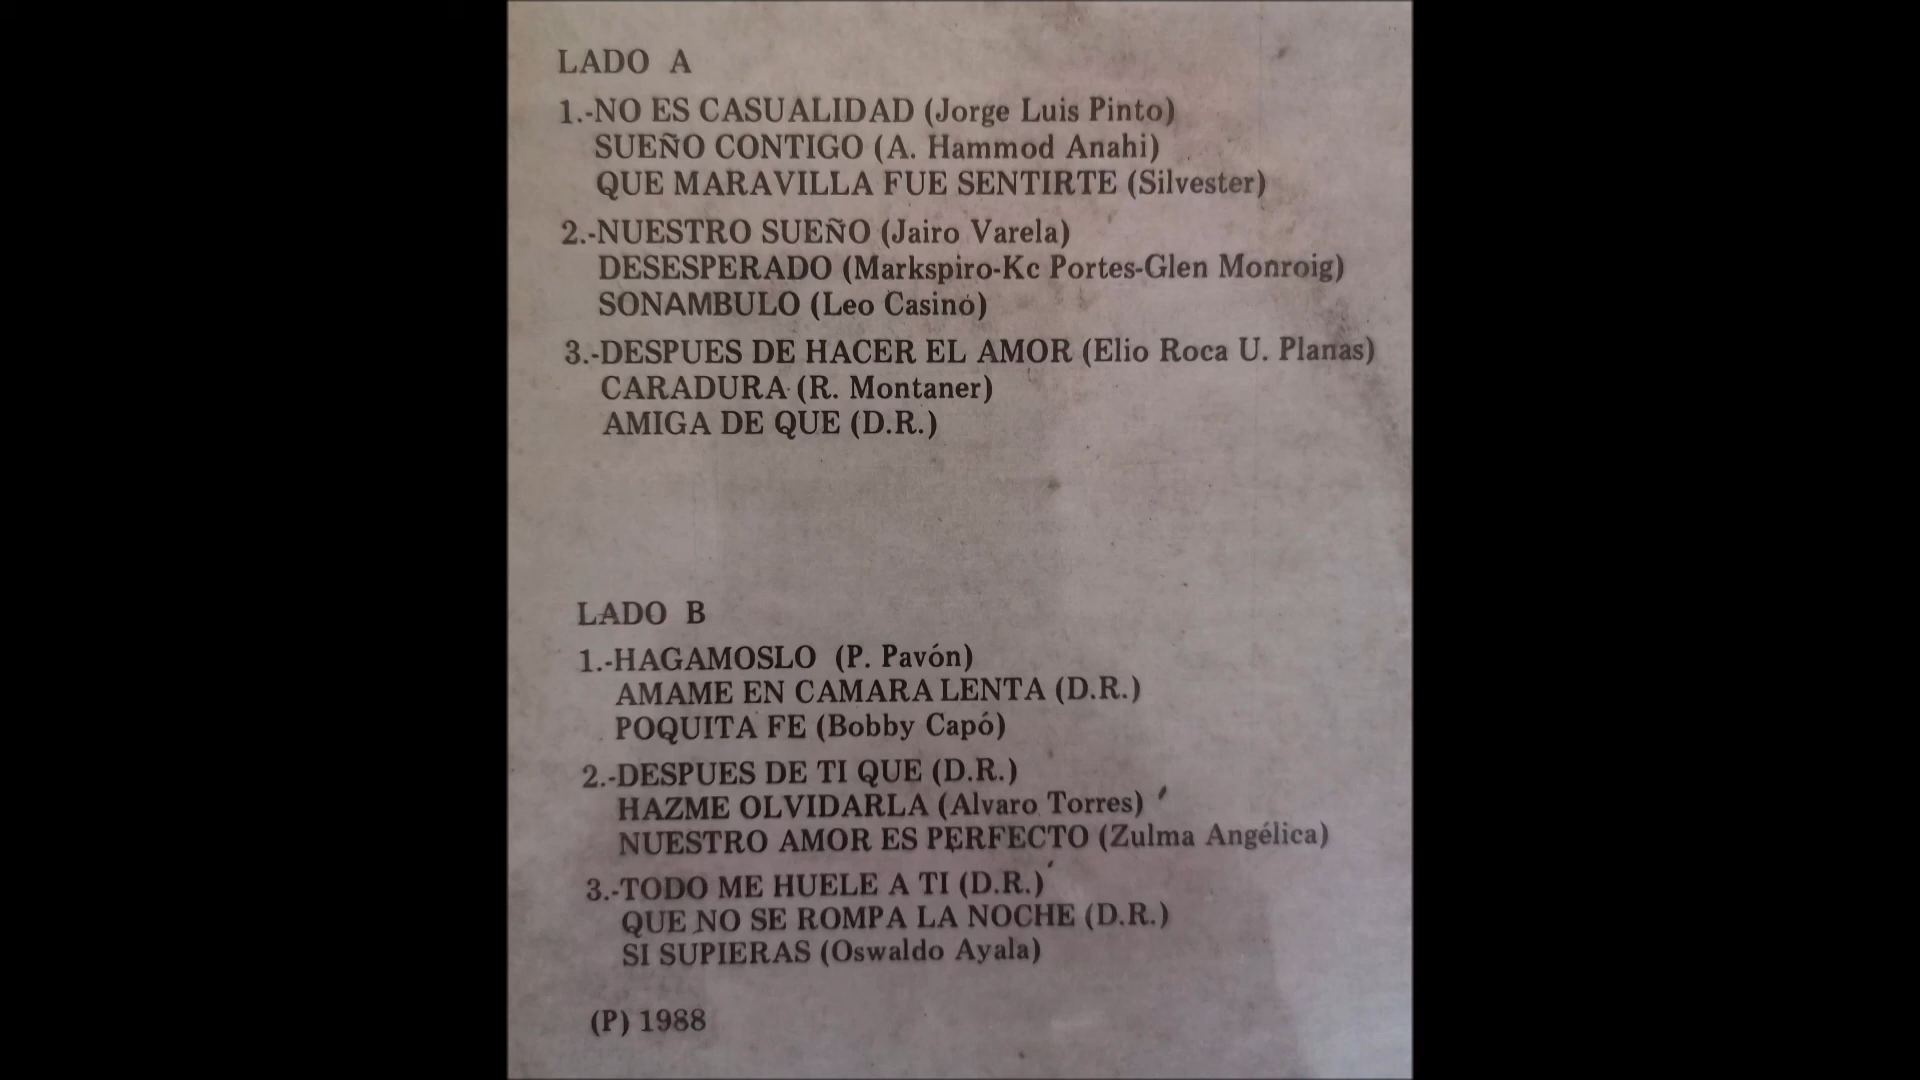 LADO A
1.-NO ES CASUALIDAD (Jorge Luis Pinto)
SUEÑO CONTIGO (A. Hammod Anahi)
QUE MARAVILLA FUE SENTIRTE (Silvester)
2.-NUESTRO SUEÑO (Jairo Varela)
DESESPERADO (Markspiro-Kc Portes-Glen Monroig)
SONAMBULO (Leo Casino)
3.-DESPUES DE HACER EL AMOR (Elio Roca U. Planas)
CARADURA (R. Montaner)
AMIGA DE QUE (D.R.)
LADO B
1.-HAGAMOSLO (P. Pavón)
AMAME EN CAMARA LENTA (D.R.)
POQUITA FE (Bobby Capó)
2.-DESPUES DE TI QUE (D.R.)
HAZME OLVIDARLA (Alvaro Torres)
NUESTRO AMOR ES PERFECTO (Zulma Angélica)
3.-TODO ME HUELE A TI (D.R.)
QUE NO SE ROMPA LA NOCHE (D.R.)
SI SUPIERAS (Oswaldo Ayala)
(P) 1988